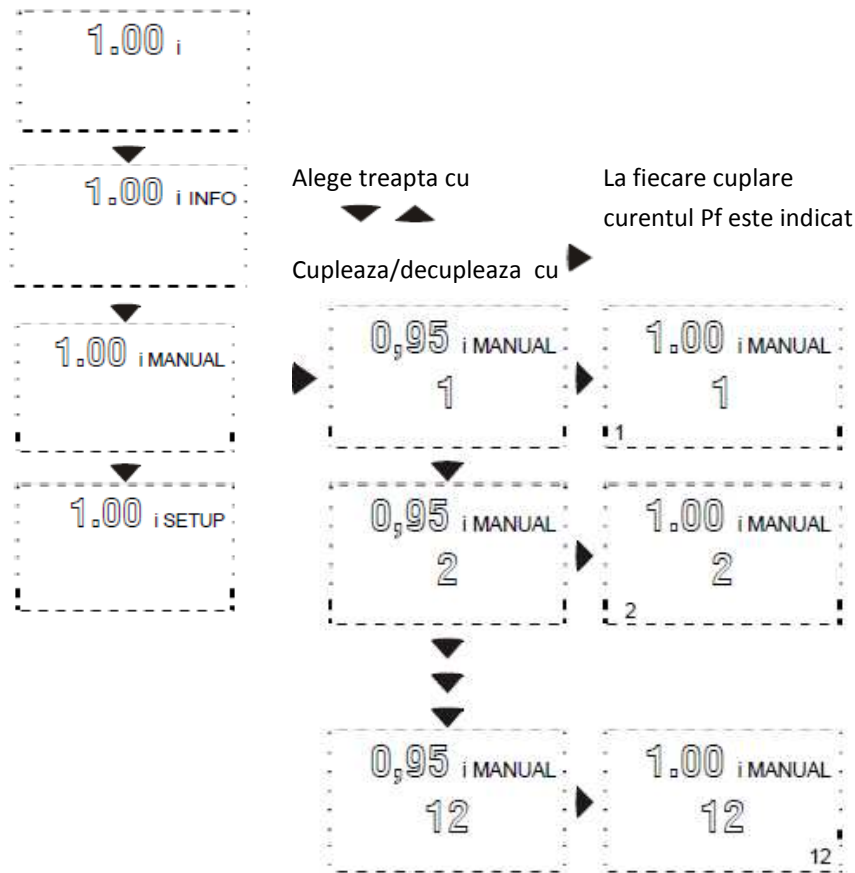 1.00 i
1.00 i INFO
Alege treapta cu
La fiecare cuplare
curentul Pf este indicat
Cupleaza/decupleaza cu
1.00 i MANUAL
0,95 i MANUAL
1
1.00 i MANUAL
1
1
1.00 i SETUP
0,95 i MANUAL
2
1.00 i MANUAL
2
2
0,95 i MANUAL
12
1.00 i MANUAL
12
12